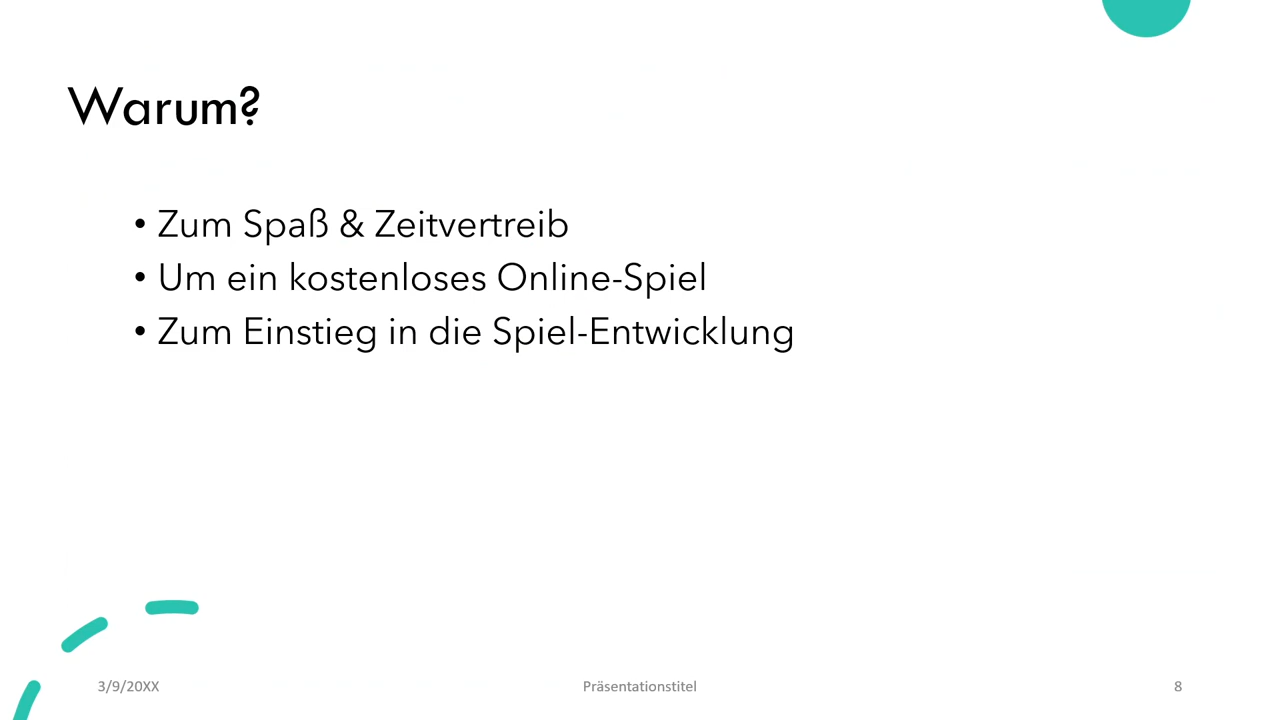 Warum?
• Zum Spaß & Zeitvertreib
• Um ein kostenloses Online-Spiel
• Zum Einstieg in die Spiel-Entwicklung
3/9/20XX
Präsentationstitel
8